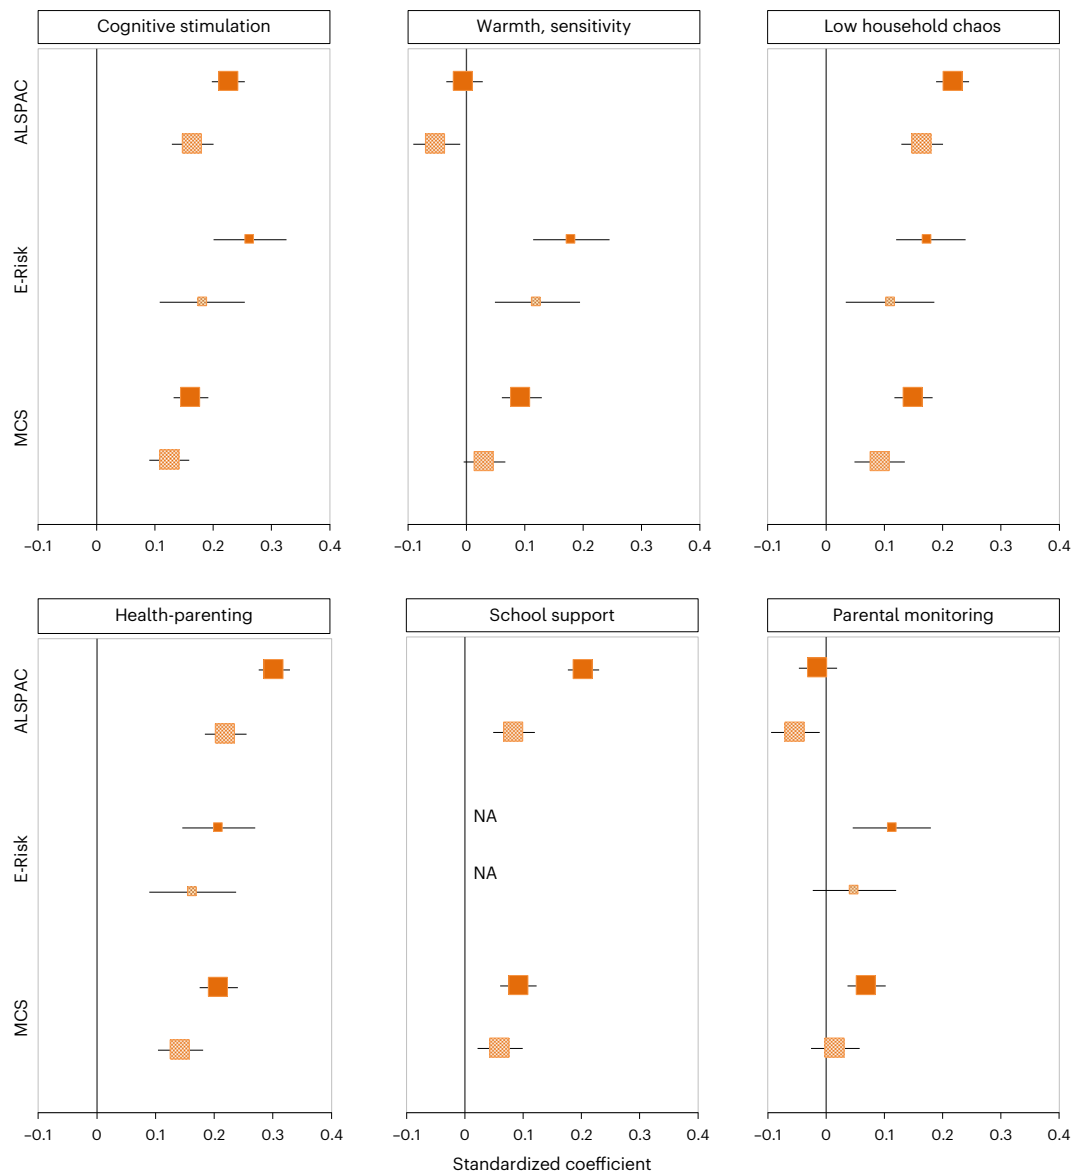 Cognitive stimulation
Warmth, sensitivity
Low household chaos
ALSPAC
E-Risk
MCS
–0.1 0 0.1 0.2 0.3 0.4
–0.1 0 0.1 0.2 0.3 0.4
–0.1 0 0.1 0.2 0.3 0.4
Health-parenting
School support
Parental monitoring
ALSPAC
E-Risk
MCS
NA
NA
–0.1 0 0.1 0.2 0.3 0.4
–0.1 0 0.1 0.2 0.3 0.4
–0.1 0 0.1 0.2 0.3 0.4
Standardized coefficient